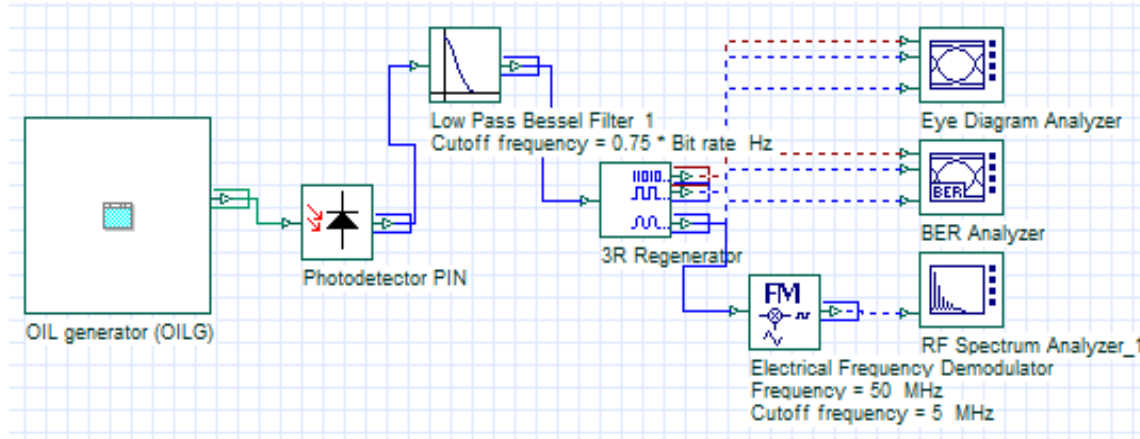 Low Pass Bessel Filter_1
Cutoff frequency = 0.75 * Bit rate Hz
Eye Diagram Analyzer
11010..
BER
BER Analyzer
3R Regenerator
Photodetector PIN
OIL generator (OILG)
FM
RF Spectrum Analyzer_1
Electrical Frequency Demodulator
Frequency = 50 MHz
Cutoff frequency = 5 MHz